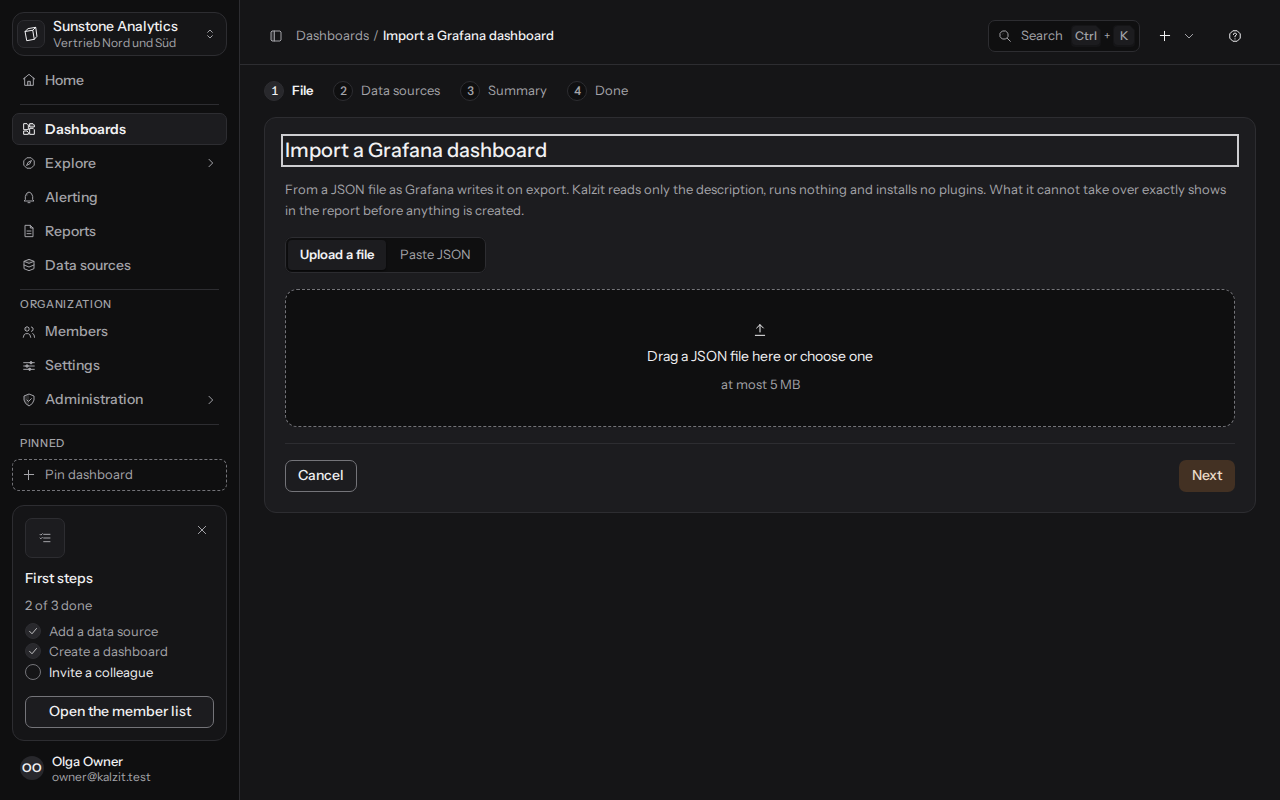 Sunstone Analytics
Vertrieb Nord und Süd
Home
Dashboards
Explore
Alerting
Reports
Data sources
ORGANIZATION
Members
Settings
Administration
PINNED
Pin dashboard
First steps
2 of 3 done
Add a data source
Create a dashboard
Invite a colleague
Open the member list
OO
Olga Owner
owner@kalzit.test
Dashboards / Import a Grafana dashboard
Search Ctrl + K
1 File 2 Data sources 3 Summary 4 Done
Import a Grafana dashboard
From a JSON file as Grafana writes it on export. Kalzit reads only the description, runs nothing and installs no plugins. What it cannot take over exactly shows
in the report before anything is created.
Upload a file Paste JSON
Drag a JSON file here or choose one
at most 5 MB
Cancel Next